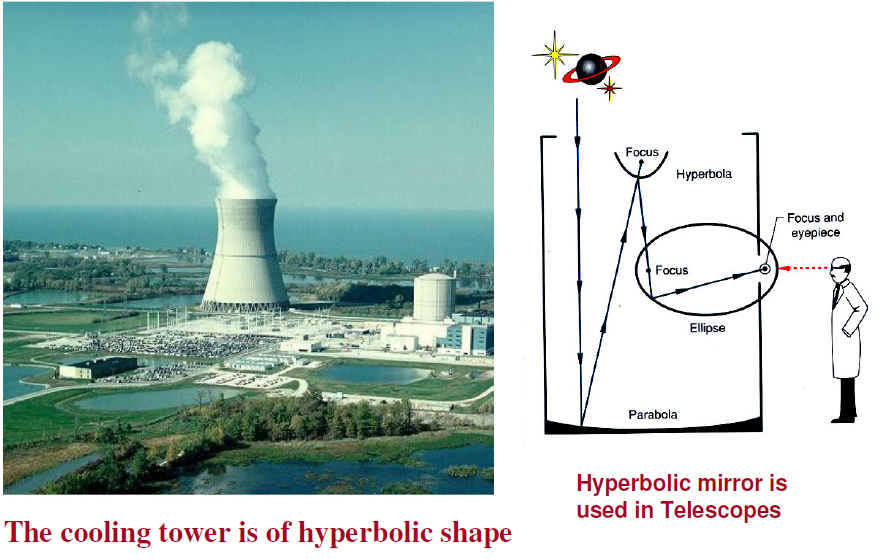 Focus
Hyperbola
Focus and
eyepiece
Focus
Ellipse
Parabola
Hyperbolic mirror is
used in Telescopes
The cooling tower is of hyperbolic shape